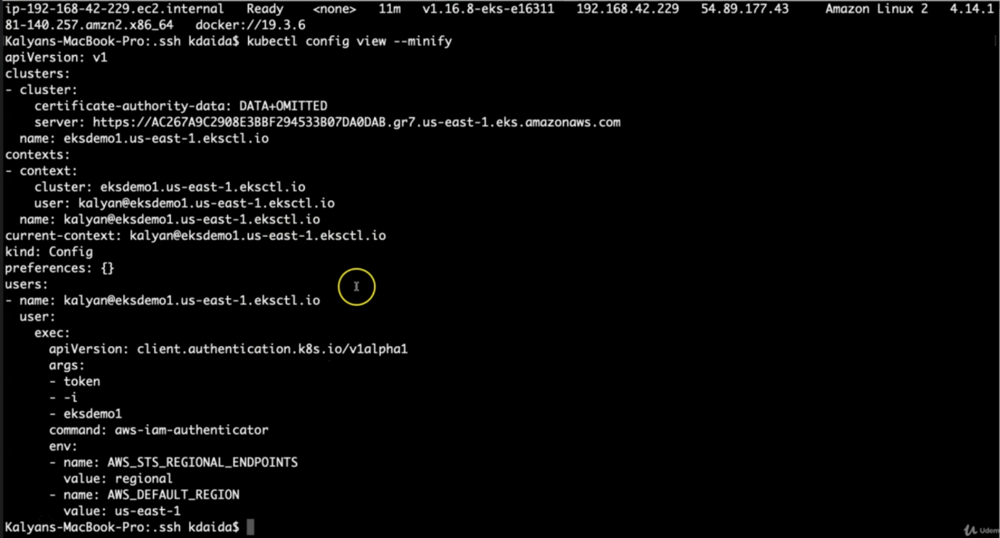 ip-192-168-42-229.ec2.internal   Ready    <none>   11m   v1.16.8-eks-e16311   192.168.42.229   54.89.177.43     Amazon Linux 2   4.14.1
81-140.257.amzn2.x86_64   docker://19.3.6
Kalyans-MacBook-Pro:.ssh kdaida$ kubectl config view --minify
apiVersion: v1
clusters:
- cluster:
    certificate-authority-data: DATA+OMITTED
    server: https://AC267A9C2908E3BBF294533B07DA0DAB.gr7.us-east-1.eks.amazonaws.com
  name: eksdemo1.us-east-1.eksctl.io
contexts:
- context:
    cluster: eksdemo1.us-east-1.eksctl.io
    user: kalyan@eksdemo1.us-east-1.eksctl.io
  name: kalyan@eksdemo1.us-east-1.eksctl.io
current-context: kalyan@eksdemo1.us-east-1.eksctl.io
kind: Config
preferences: {}
users:
- name: kalyan@eksdemo1.us-east-1.eksctl.io
  user:
    exec:
      apiVersion: client.authentication.k8s.io/v1alpha1
      args:
      - token
      - -i
      - eksdemo1
      command: aws-iam-authenticator
      env:
      - name: AWS_STS_REGIONAL_ENDPOINTS
        value: regional
      - name: AWS_DEFAULT_REGION
        value: us-east-1
Kalyans-MacBook-Pro:.ssh kdaida$
Udem